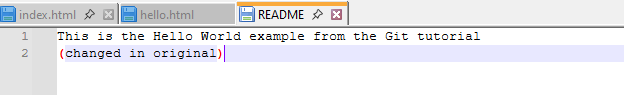 index.html hello.html README
1 This is the Hello World example from the Git tutorial
2 (changed in original)